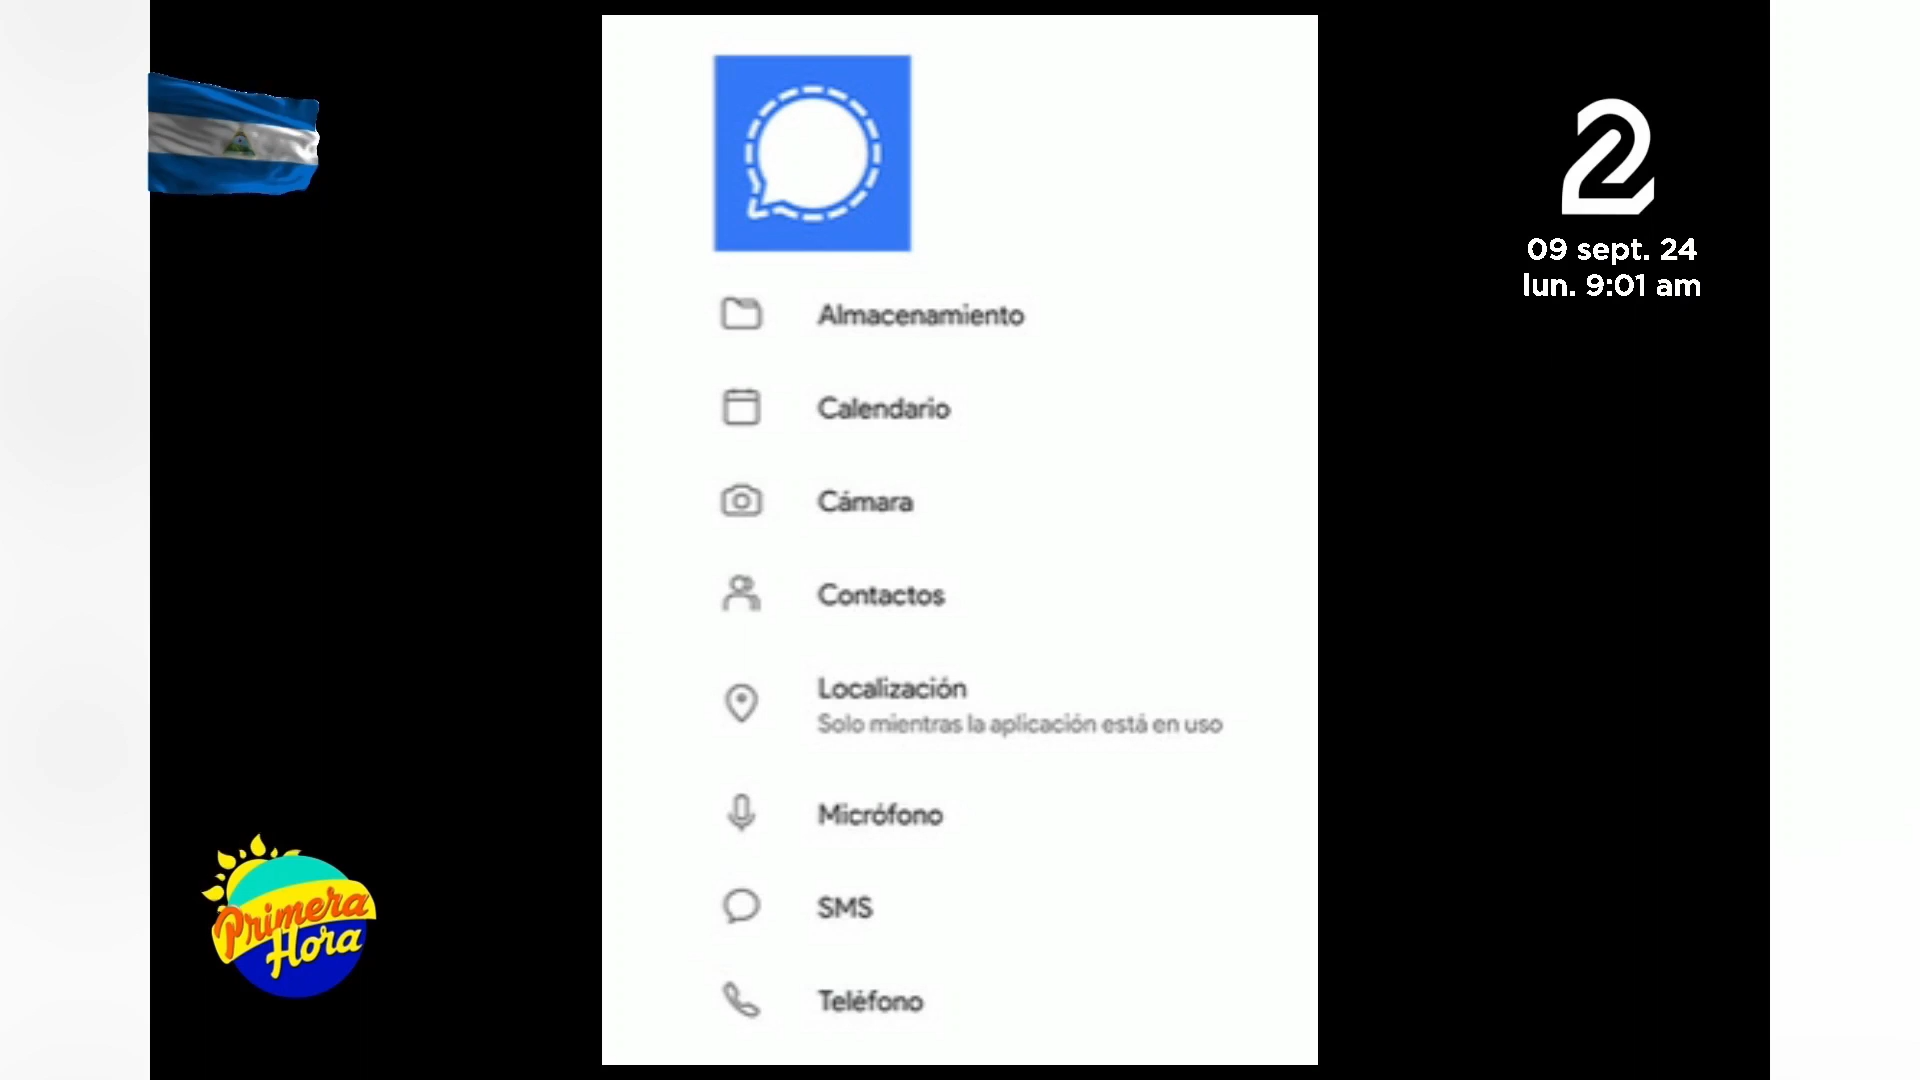 2
09 sept. 24
lun. 9:01 am
Almacenamiento
Calendario
Cámara
Contactos
Localización
Solo mientras la aplicación está en uso
Micrófono
SMS
Teléfono
Primera
Hora